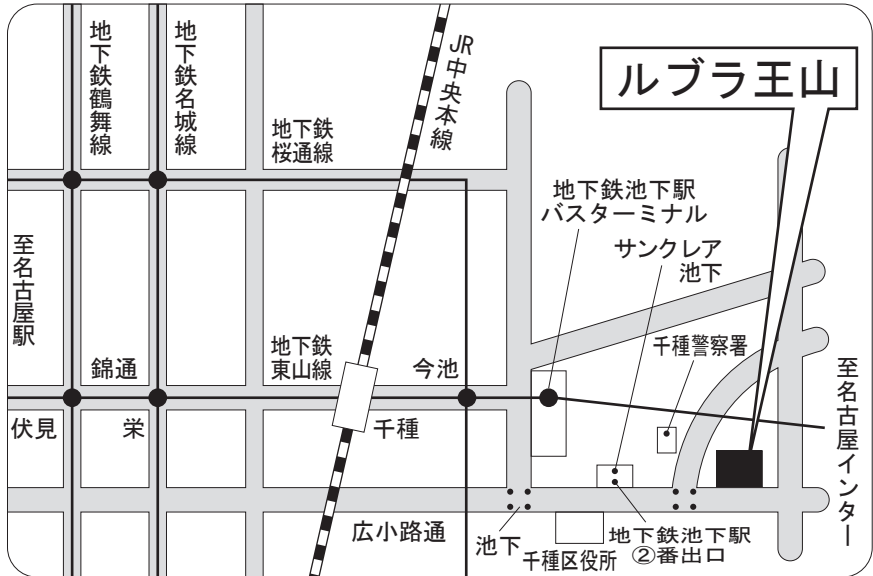 地下鉄鶴舞線
地下鉄名城線
地下鉄
桜通線
JR中央本線
ルブラ王山
地下鉄池下駅
バスターミナル
サンクレア
池下
至名古屋駅
錦通
地下鉄
東山線
今池
千種警察署
至名古屋インター
伏見
栄
千種
広小路通
池下
千種区役所
地下鉄池下駅
②番出口